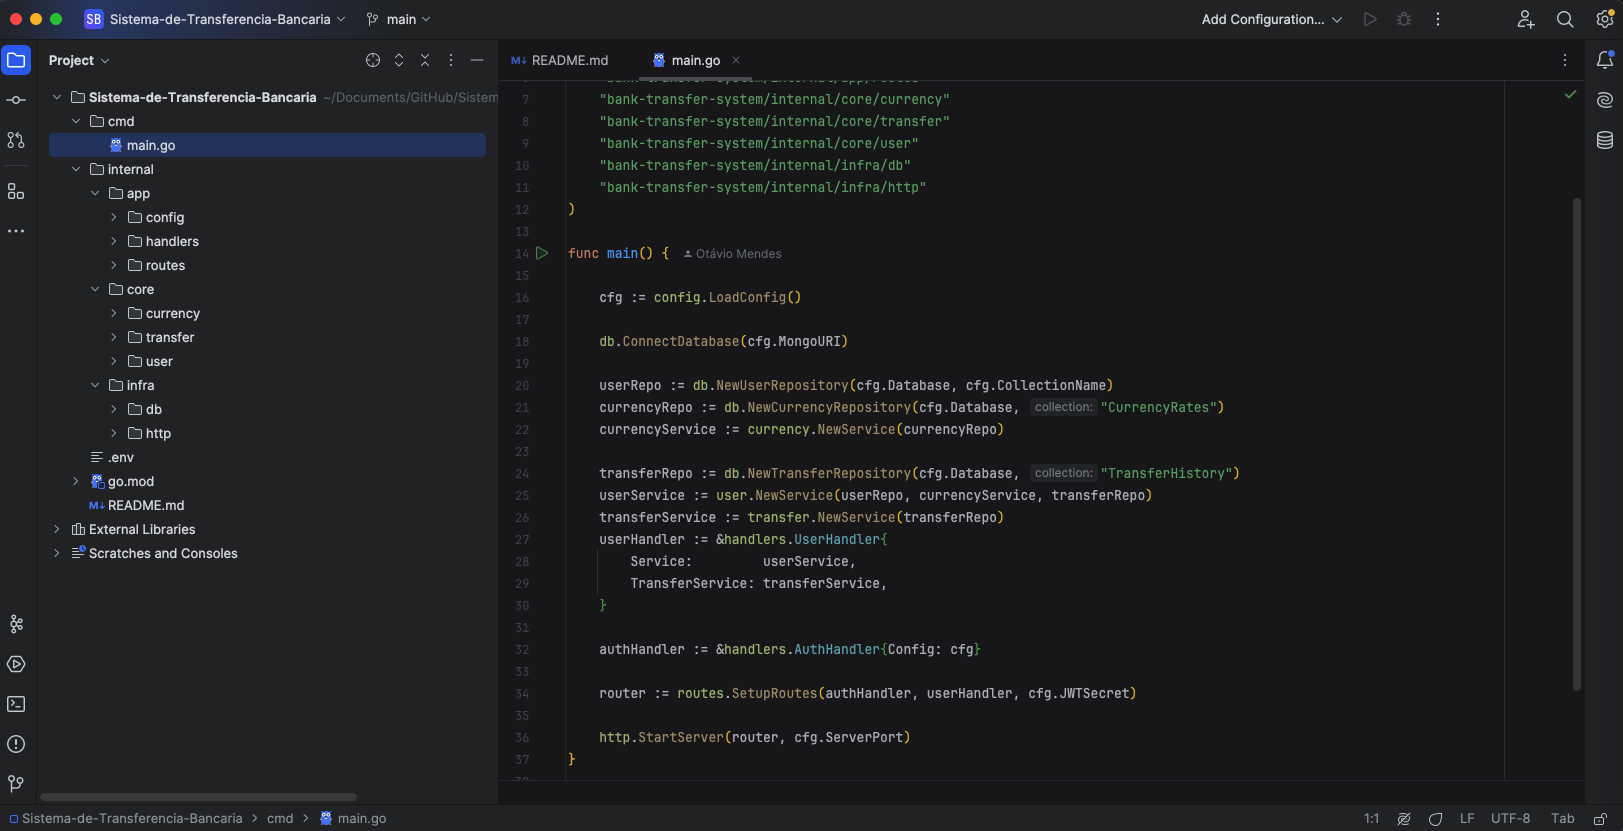 SB Sistema-de-Transferencia-Bancaria main Add Configuration...
Project
README.md
main.go
Sistema-de-Transferencia-Bancaria ~/Documents/GitHub/Sistem
cmd
main.go
internal
app
config
handlers
routes
core
currency
transfer
user
infra
db
http
.env
go.mod
README.md
External Libraries
Scratches and Consoles
7 "bank-transfer-system/internal/core/currency"
8 "bank-transfer-system/internal/core/transfer"
9 "bank-transfer-system/internal/core/user"
10 "bank-transfer-system/internal/infra/db"
11 "bank-transfer-system/internal/infra/http"
12 )
13
14 func main() { Otávio Mendes
15
16 cfg := config.LoadConfig()
17
18 db.ConnectDatabase(cfg.MongoURI)
19
20 userRepo := db.NewUserRepository(cfg.Database, cfg.CollectionName)
21 currencyRepo := db.NewCurrencyRepository(cfg.Database, collection: "CurrencyRates")
22 currencyService := currency.NewService(currencyRepo)
23
24 transferRepo := db.NewTransferRepository(cfg.Database, collection: "TransferHistory")
25 userService := user.NewService(userRepo, currencyService, transferRepo)
26 transferService := transfer.NewService(transferRepo)
27 userHandler := &handlers.UserHandler{
28 Service: userService,
29 TransferService: transferService,
30 }
31
32 authHandler := &handlers.AuthHandler{Config: cfg}
33
34 router := routes.SetupRoutes(authHandler, userHandler, cfg.JWTSecret)
35
36 http.StartServer(router, cfg.ServerPort)
37 }
Sistema-de-Transferencia-Bancaria > cmd > main.go 1:1 LF UTF-8 Tab